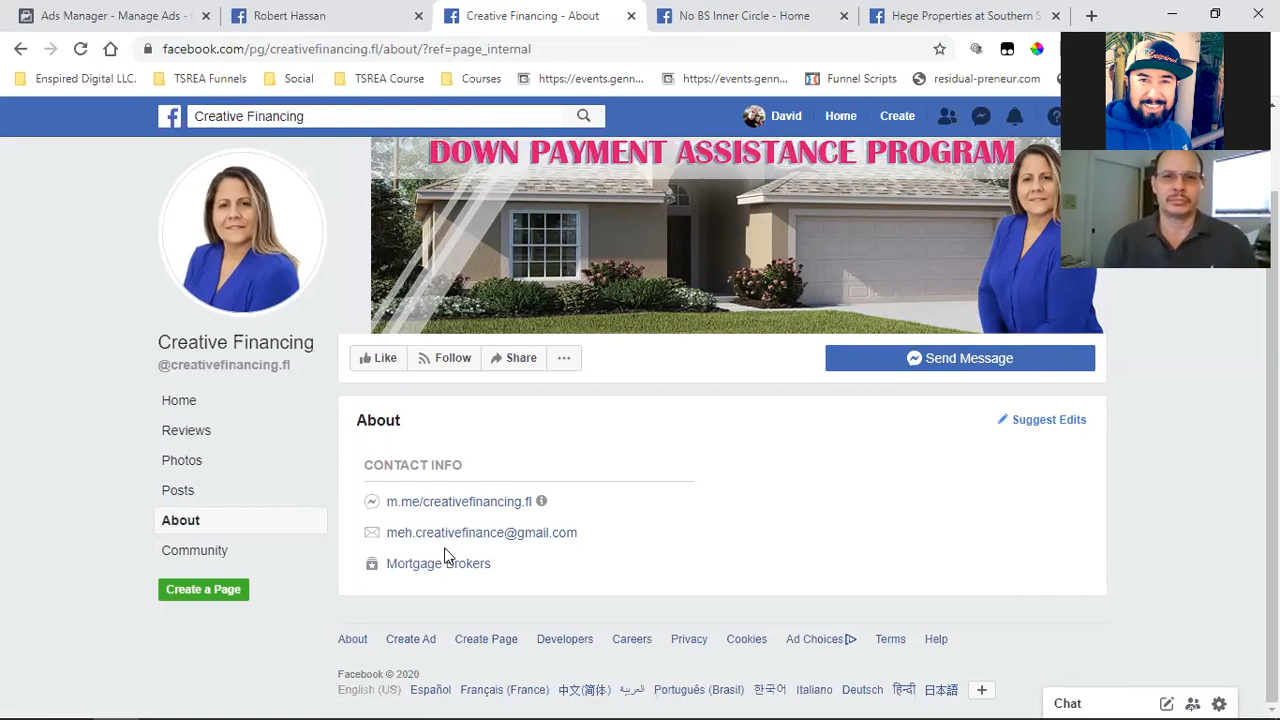 Ads Manager - Manage Ads -
Robert Hassan
Creative Financing - About
No BS Inner Circle - Home
Hege Properties at Southern S
facebook.com/pg/creativefinancing.fl/about/?ref=page_internal
Enspired Digital LLC.
TSREA Funnels
Social
TSREA Course
Courses
https://events.genn...
https://events.genn...
Funnel Scripts
residual-preneur.com
Creative Financing
David
Home
Create
DOWN PAYMENT ASSISTANCE PROGRAM
Creative Financing
@creativefinancing.fl
Like
Follow
Share
Send Message
Home
Reviews
Photos
Posts
About
Community
Create a Page
About
Suggest Edits
CONTACT INFO
m.me/creativefinancing.fl
meh.creativefinance@gmail.com
Mortgage Brokers
About Create Ad Create Page Developers Careers Privacy Cookies Ad Choices Terms Help
Facebook © 2020
English (US) Español Français (France) 中文(简体) العربية Português (Brasil) 한국어 Italiano Deutsch हिन्दी 日本語
Chat